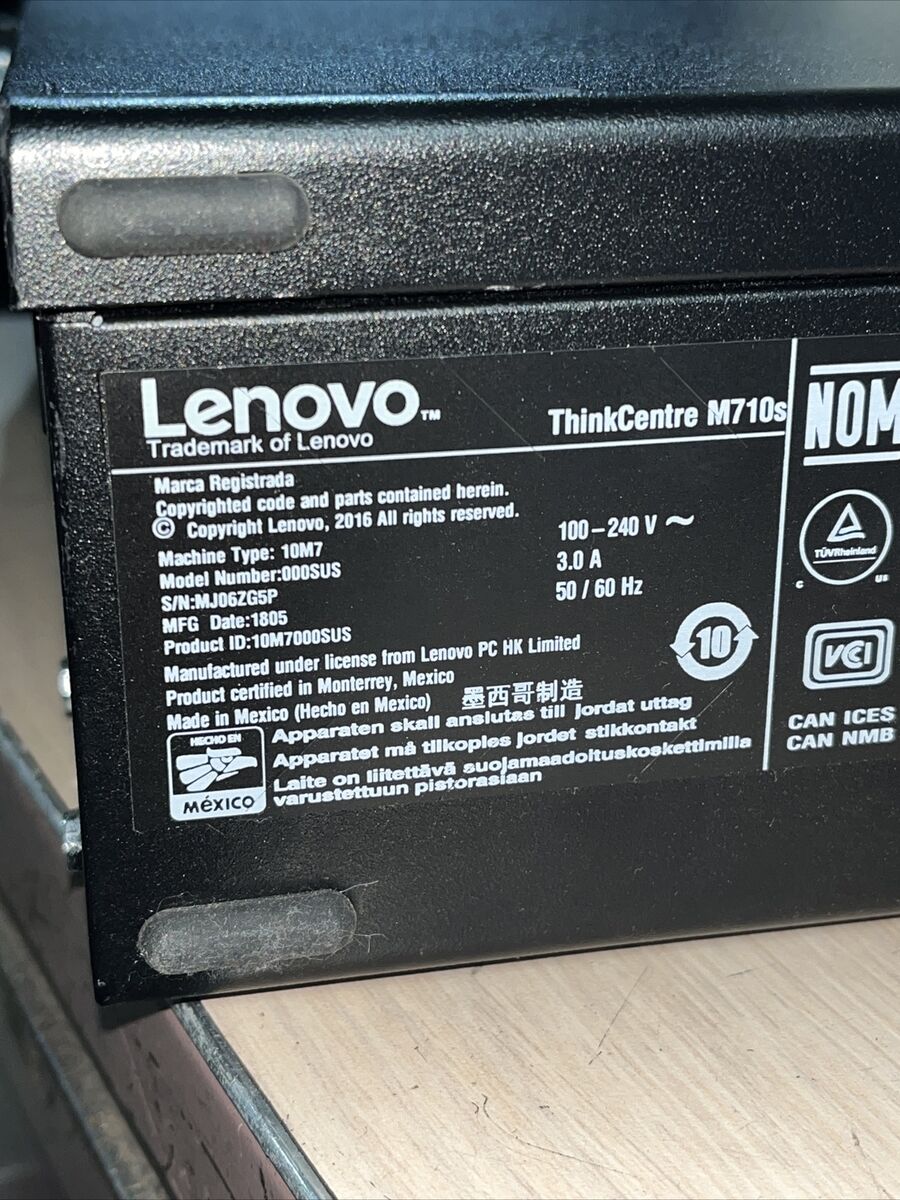 Lenovo™
Trademark of Lenovo
ThinkCentre M710s
Marca Registrada
Copyrighted code and parts contained herein.
© Copyright Lenovo, 2016 All rights reserved.
Machine Type: 10M7
Model Number:000SUS
S/N:MJ06ZG5P
MFG Date:1805
Product ID:10M7000SUS
100–240 V ~
3.0 A
50 / 60 Hz
10
Manufactured under license from Lenovo PC HK Limited
Product certified in Monterrey, Mexico
Made in Mexico (Hecho en Mexico) 墨西哥制造
HECHO EN
MÉXICO
Apparaten skall anslutas till jordat uttag
Apparatet må tilkoples jordet stikkontakt
Laite on liitettävä suojamaadoituskoskettimilla
varustettuun pistorasiaan
NOM
TÜVRheinland
C US
VCI
CAN ICES
CAN NMB